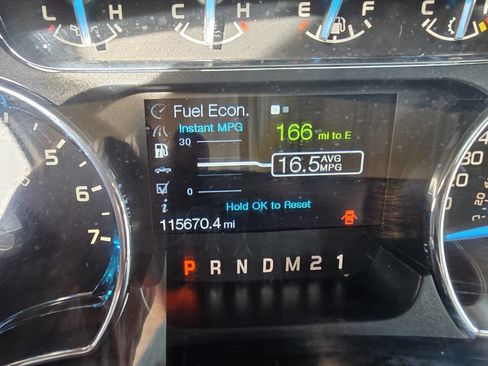 L H C H E F C F
Fuel Econ.
Instant MPG
166 mi to E
30
16.5 AVG MPG
0
Hold OK to Reset
i
115670.4 mi
P R N D M 2 1
5
6
7